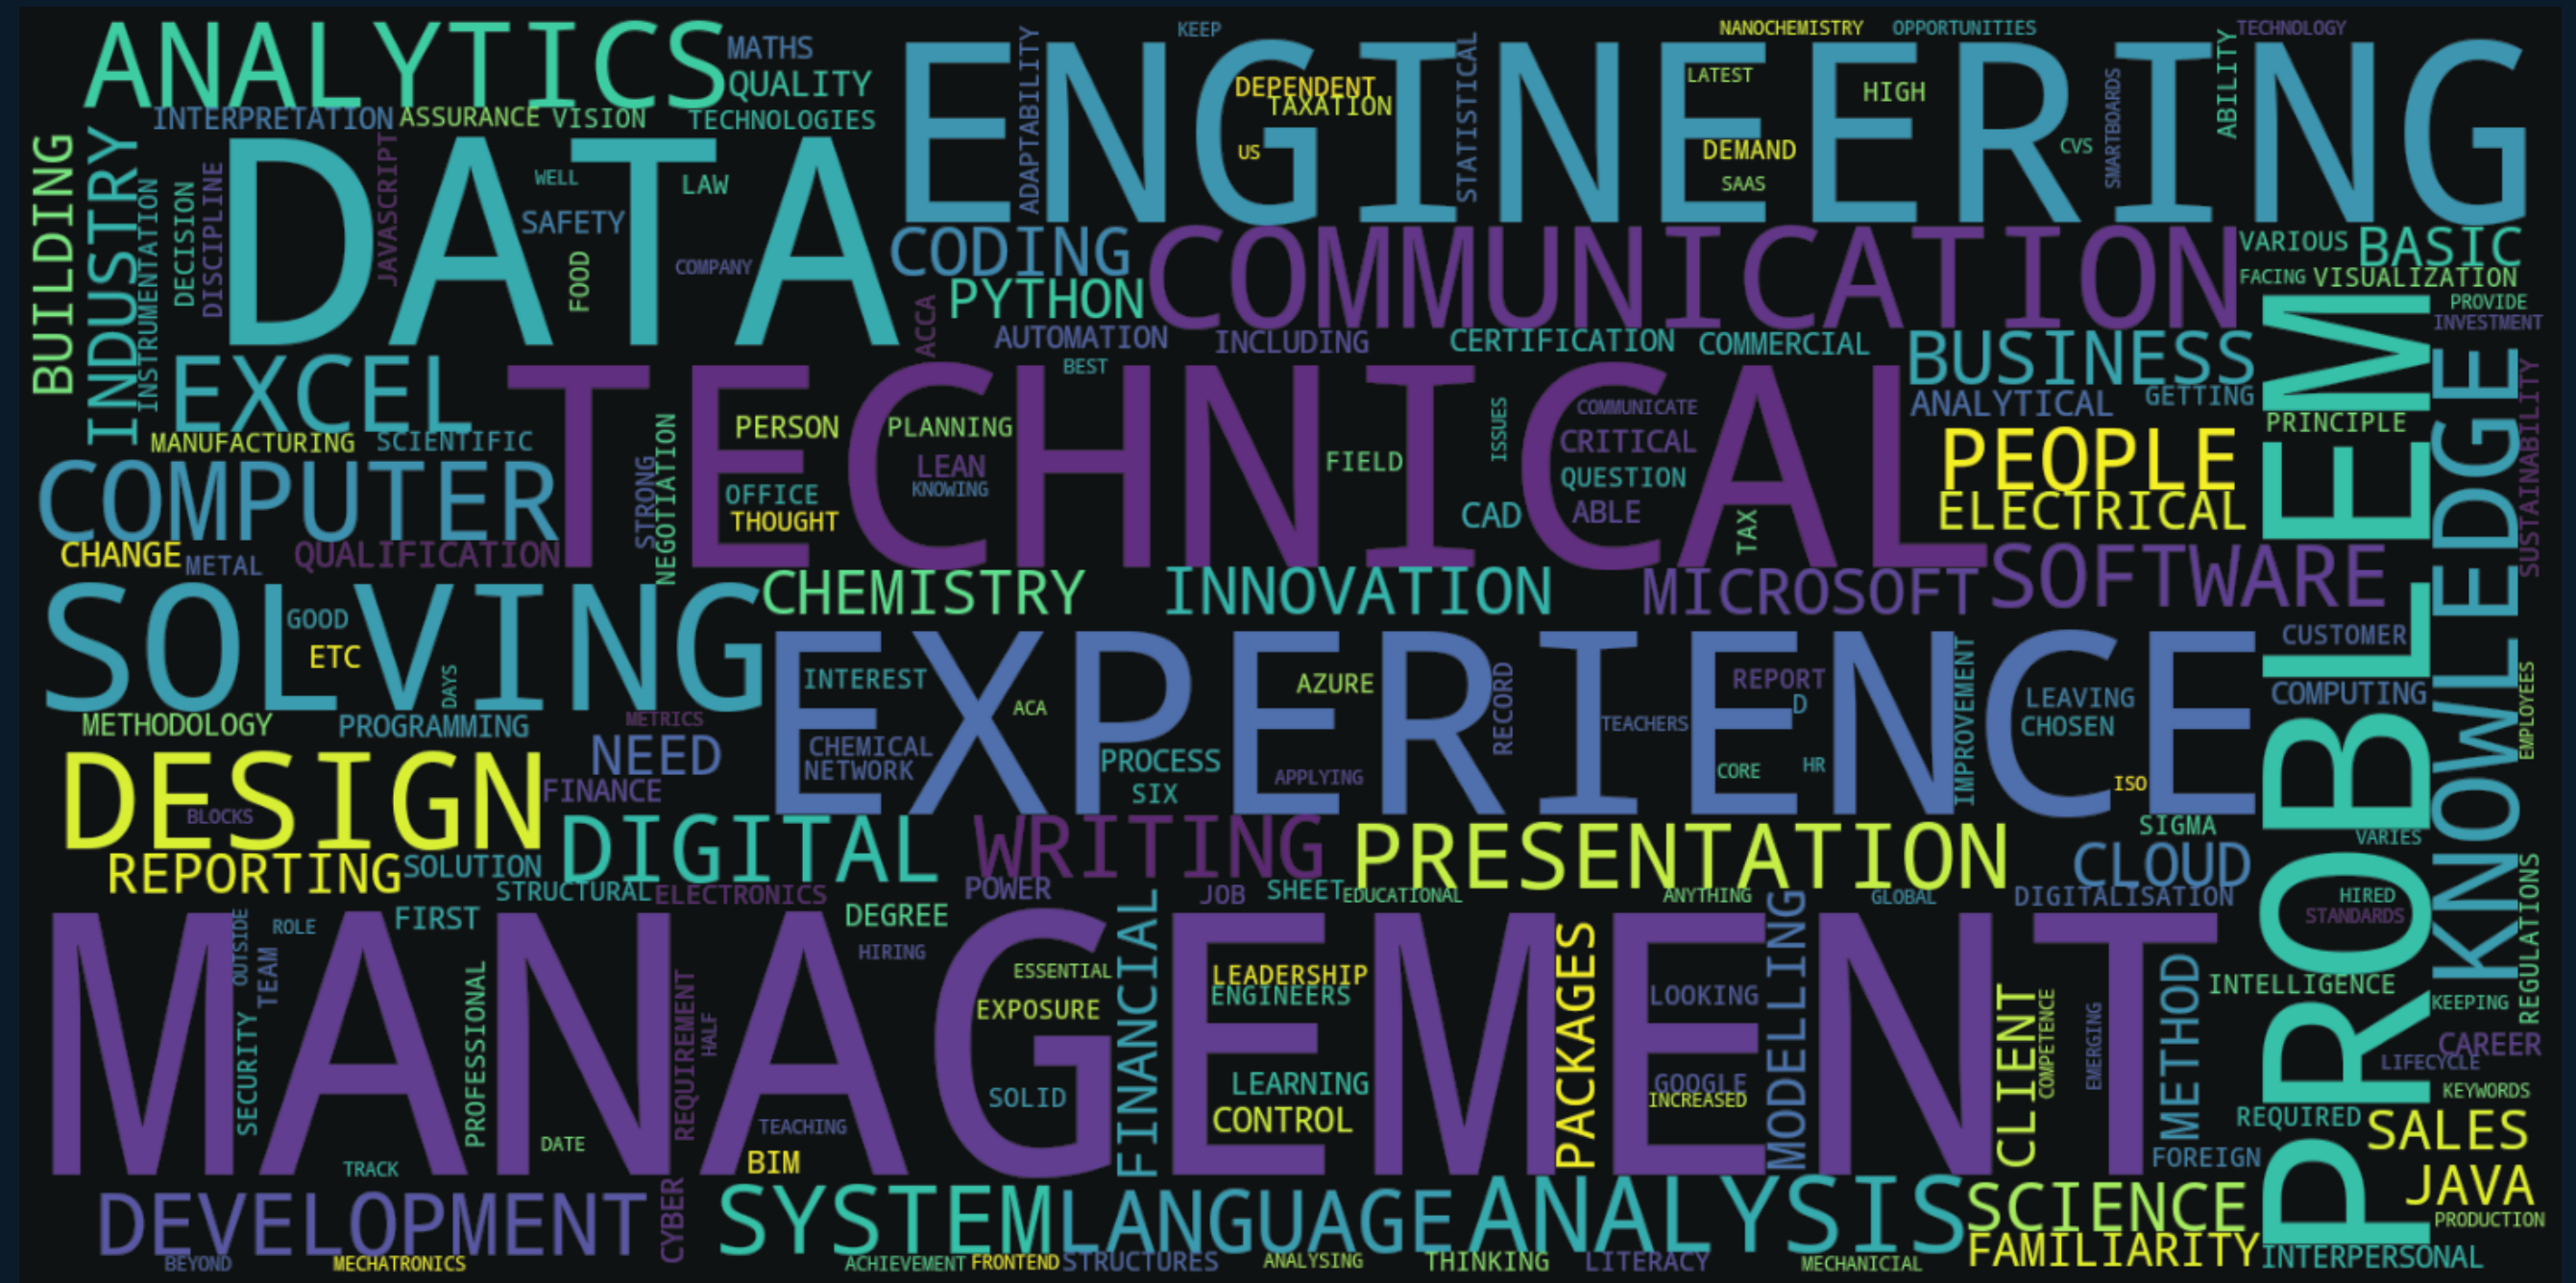 ANALYTICS
MATHS
QUALITY
KEEP
NANOCHEMISTRY
OPPORTUNITIES
TECHNOLOGY
ENGINEERING
ADAPTABILITY
DEPENDENT
TAXATION
US
STATISTICAL
LATEST
HIGH
DEMAND
SAAS
CVS
SMARTBOARDS
ABILITY
INTERPRETATION
ASSURANCE
VISION
TECHNOLOGIES
BUILDING
INDUSTRY
INSTRUMENTATION
DECISION
DISCIPLINE
DATA
JAVASCRIPT
WELL
LAW
SAFETY
FOOD
COMPANY
CODING
COMMUNICATION
VARIOUS
BASIC
FACING
VISUALIZATION
PYTHON
ACCA
AUTOMATION
INCLUDING
CERTIFICATION
COMMERCIAL
PROVIDE
INVESTMENT
EXCEL
BEST
BUSINESS
ANALYTICAL
GETTING
TECHNICAL
MANUFACTURING
SCIENTIFIC
NEGOTIATION
STRONG
PERSON
PLANNING
LEAN
KNOWING
OFFICE
THOUGHT
FIELD
ISSUES
COMMUNICATE
CRITICAL
QUESTION
CAD
ABLE
TAX
PEOPLE
ELECTRICAL
PRINCIPLE
PROBLEM
KNOWLEDGE
SUSTAINABILITY
COMPUTER
CHANGE
METAL
QUALIFICATION
CHEMISTRY
INNOVATION
MICROSOFT
SOFTWARE
SOLVING
GOOD
ETC
DAYS
EXPERIENCE
INTEREST
ACA
AZURE
RECORD
REPORT
D
TEACHERS
IMPROVEMENT
LEAVING
CHOSEN
CUSTOMER
COMPUTING
EMPLOYEES
METHODOLOGY
PROGRAMMING
METRICS
NEED
CHEMICAL
NETWORK
PROCESS
SIX
APPLYING
CORE
HR
ISO
DESIGN
BLOCKS
FINANCE
DIGITAL
WRITING
PRESENTATION
SIGMA
CLOUD
VARIES
REPORTING
SOLUTION
STRUCTURAL
ELECTRONICS
POWER
JOB
SHEET
EDUCATIONAL
ANYTHING
GLOBAL
DIGITALISATION
HIRED
STANDARDS
REGULATIONS
MANAGEMENT
OUTSIDE
ROLE
TEAM
FIRST
DEGREE
HIRING
SECURITY
PROFESSIONAL
REQUIREMENT
HALF
ESSENTIAL
EXPOSURE
SOLID
FINANCIAL
LEADERSHIP
ENGINEERS
LEARNING
CONTROL
PACKAGES
LOOKING
GOOGLE
INCREASED
MODELLING
CLIENT
COMPETENCE
EMERGING
METHOD
INTELLIGENCE
KEEPING
CAREER
LIFECYCLE
KEYWORDS
REQUIRED
SALES
FOREIGN
JAVA
PRODUCTION
TRACK
DATE
TEACHING
BIM
DEVELOPMENT
CYBER
SYSTEM
LANGUAGE
ANALYSIS
SCIENCE
FAMILIARITY
INTERPERSONAL
BEYOND
MECHATRONICS
ACHIEVEMENT
FRONTEND
STRUCTURES
ANALYSING
THINKING
LITERACY
MECHANICIAL